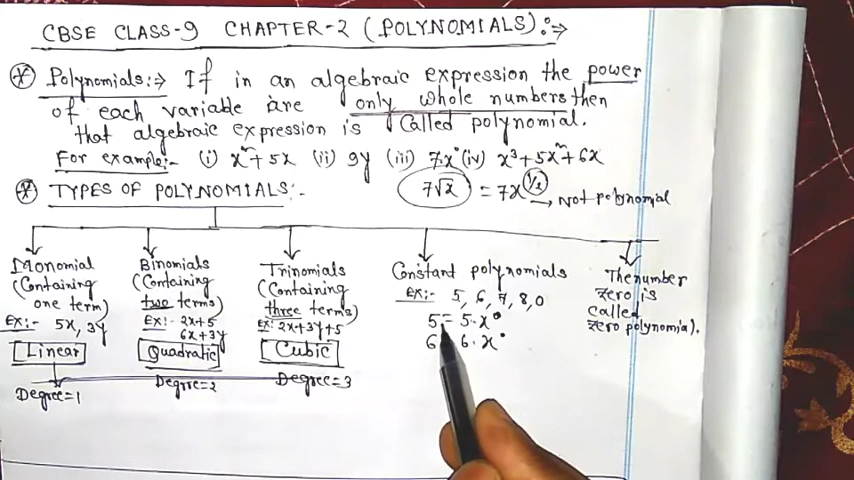 CBSE CLASS-9 CHAPTER-2 (POLYNOMIALS):→
* Polynomials:→ If in an algebraic expression the power
of each variable are only whole numbers then
that algebraic expression is called polynomial.
For example:- (i) x²+5x (ii) 9y (iii) 7x⁰ (iv) x³+5x²+6x
* TYPES OF POLYNOMIALS:-
7√x = 7x^(1/2) → Not polynomial
Monomial
(Containing
one term)
Ex:- 5x, 3y
Linear
Degree=1
Binomials
(Containing
two terms)
Ex:- 2x+5
6x+3y
Quadratic
Degree=2
Trinomials
(Containing
three terms)
Ex: 2x+3y+5
Cubic
Degree=3
Constant polynomials
Ex:- 5, 6, 7, 8, 0
5=5·x⁰
6 6·x⁰
The number
zero is
called
zero polynomial.